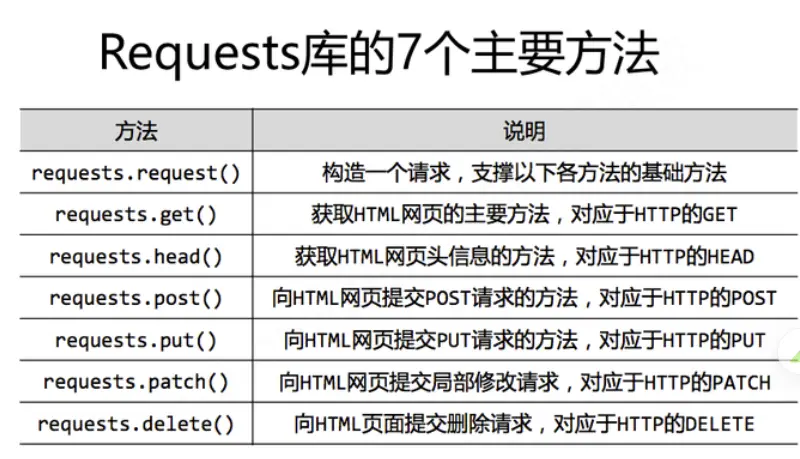 Requests库的7个主要方法
方法 说明
requests.request() 构造一个请求，支撑以下各方法的基础方法
requests.get() 获取HTML网页的主要方法，对应于HTTP的GET
requests.head() 获取HTML网页头信息的方法，对应于HTTP的HEAD
requests.post() 向HTML网页提交POST请求的方法，对应于HTTP的POST
requests.put() 向HTML网页提交PUT请求的方法，对应于HTTP的PUT
requests.patch() 向HTML网页提交局部修改请求，对应于HTTP的PATCH
requests.delete() 向HTML页面提交删除请求，对应于HTTP的DELETE